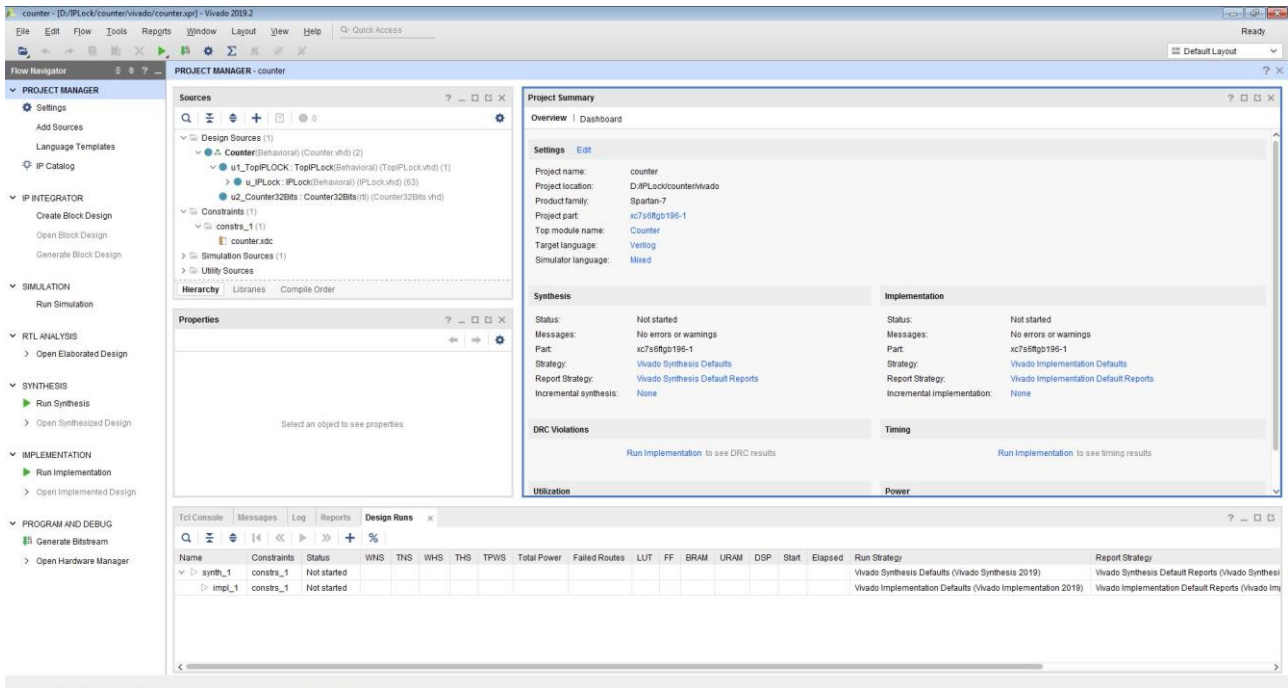 counter - [D:/IPLock/counter/vivado/counter.xpr] - Vivado 2019.2
File Edit Flow Tools Reports Window Layout View Help Quick Access
Ready
Default Layout
Flow Navigator
PROJECT MANAGER - counter
PROJECT MANAGER
Settings
Add Sources
Language Templates
IP Catalog
IP INTEGRATOR
Create Block Design
Open Block Design
Generate Block Design
SIMULATION
Run Simulation
RTL ANALYSIS
Open Elaborated Design
SYNTHESIS
Run Synthesis
Open Synthesized Design
IMPLEMENTATION
Run Implementation
Open Implemented Design
PROGRAM AND DEBUG
Generate Bitstream
Open Hardware Manager
Sources
0
Design Sources (1)
Counter(Behavioral) (Counter.vhd) (2)
u1_TopIPLOCK : TopIPLock(Behavioral) (TopIPLock.vhd) (1)
u_IPLock : IPLock(Behavioral) (IPLock.vhd) (63)
u2_Counter32Bits : Counter32Bits(rtl) (Counter32Bits.vhd)
Constraints (1)
constrs_1 (1)
counter.xdc
Simulation Sources (1)
Utility Sources
Hierarchy Libraries Compile Order
Properties
Select an object to see properties
Project Summary
Overview | Dashboard
Settings Edit
Project name: counter
Project location: D:/IPLock/counter/vivado
Product family: Spartan-7
Project part: xc7s6ftgb196-1
Top module name: Counter
Target language: Verilog
Simulator language: Mixed
Synthesis
Status: Not started
Messages: No errors or warnings
Part: xc7s6ftgb196-1
Strategy: Vivado Synthesis Defaults
Report Strategy: Vivado Synthesis Default Reports
Incremental synthesis: None
Implementation
Status: Not started
Messages: No errors or warnings
Part: xc7s6ftgb196-1
Strategy: Vivado Implementation Defaults
Report Strategy: Vivado Implementation Default Reports
Incremental implementation: None
DRC Violations
Run Implementation to see DRC results
Timing
Run Implementation to see timing results
Utilization
Power
Tcl Console Messages Log Reports Design Runs
Name Constraints Status WNS TNS WHS THS TPWS Total Power Failed Routes LUT FF BRAM URAM DSP Start Elapsed Run Strategy Report Strategy
synth_1 constrs_1 Not started Vivado Synthesis Defaults (Vivado Synthesis 2019) Vivado Synthesis Default Reports (Vivado Synthesi
impl_1 constrs_1 Not started Vivado Implementation Defaults (Vivado Implementation 2019) Vivado Implementation Default Reports (Vivado Im